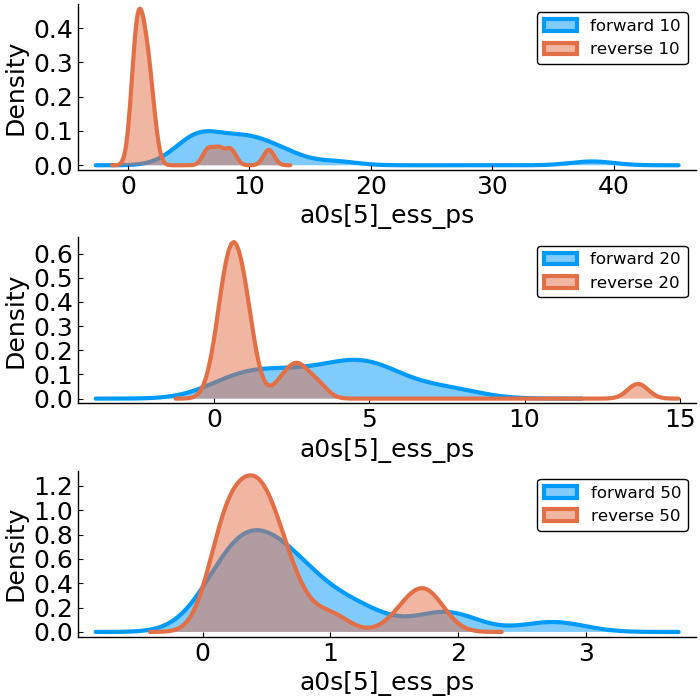 Density
0.4
0.3
0.2
0.1
0.0
forward 10
reverse 10
0 10 20 30 40
a0s[5]_ess_ps
Density
0.6
0.5
0.4
0.3
0.2
0.1
0.0
forward 20
reverse 20
0 5 10 15
a0s[5]_ess_ps
Density
1.2
1.0
0.8
0.6
0.4
0.2
0.0
forward 50
reverse 50
0 1 2 3
a0s[5]_ess_ps